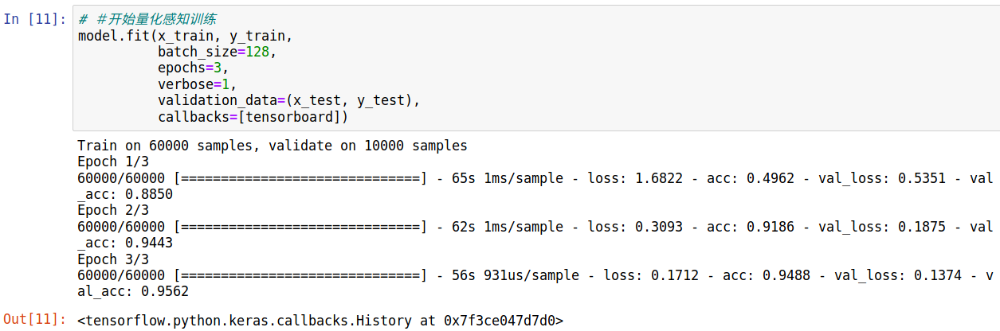 In [11]: # #开始量化感知训练
model.fit(x_train, y_train,
          batch_size=128,
          epochs=3,
          verbose=1,
          validation_data=(x_test, y_test),
          callbacks=[tensorboard])
Train on 60000 samples, validate on 10000 samples
Epoch 1/3
60000/60000 [==============================] - 65s 1ms/sample - loss: 1.6822 - acc: 0.4962 - val_loss: 0.5351 - val
_acc: 0.8850
Epoch 2/3
60000/60000 [==============================] - 62s 1ms/sample - loss: 0.3093 - acc: 0.9186 - val_loss: 0.1875 - val
_acc: 0.9443
Epoch 3/3
60000/60000 [==============================] - 56s 931us/sample - loss: 0.1712 - acc: 0.9488 - val_loss: 0.1374 - v
al_acc: 0.9562
Out[11]: <tensorflow.python.keras.callbacks.History at 0x7f3ce047d7d0>